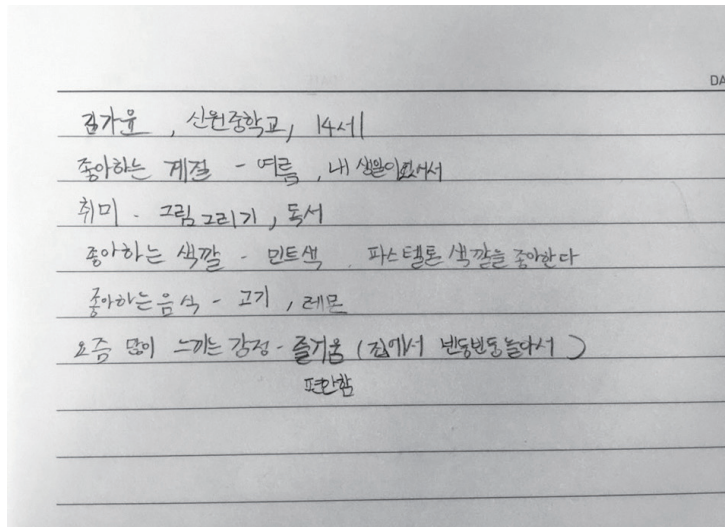 DA
김가윤, 신원중학교, 14세
좋아하는 계절 - 여름, 내 생일이 있어서
취미 - 그림 그리기, 독서
좋아하는 색깔 - 민트색 파스텔톤 색깔을 좋아한다
좋아하는 음식 - 고기, 레몬
요즘 많이 느끼는 감정 - 즐거움 (집에서 빈둥빈둥 놀아서)
편안함